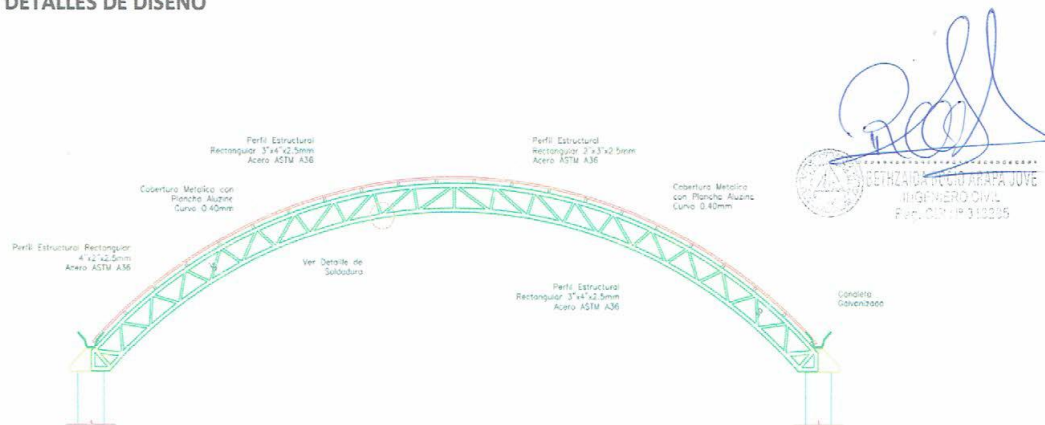 DETALLES DE DISEÑO
Perfil Estructural
Rectangular 3"x4"x2.5mm
Acero ASTM A36
Perfil Estructural
Rectangular 2"x3"x2.5mm
Acero ASTM A36
Cobertura Metalica con
Plancha Aluzinc
Curvo 0.40mm
Cobertura Metalica
con Plancha Aluzinc
Curvo 0.40mm
ARAPA JOVE
INGENIERO CIVIL
Perfil Estructural Rectangular
4"x2"x2.5mm
Acero ASTM A36
Ver Detalle de
Soldadura
Perfil Estructural
Rectangular 3"x4"x2.5mm
Acero ASTM A36
Canaleta
Galvanizada